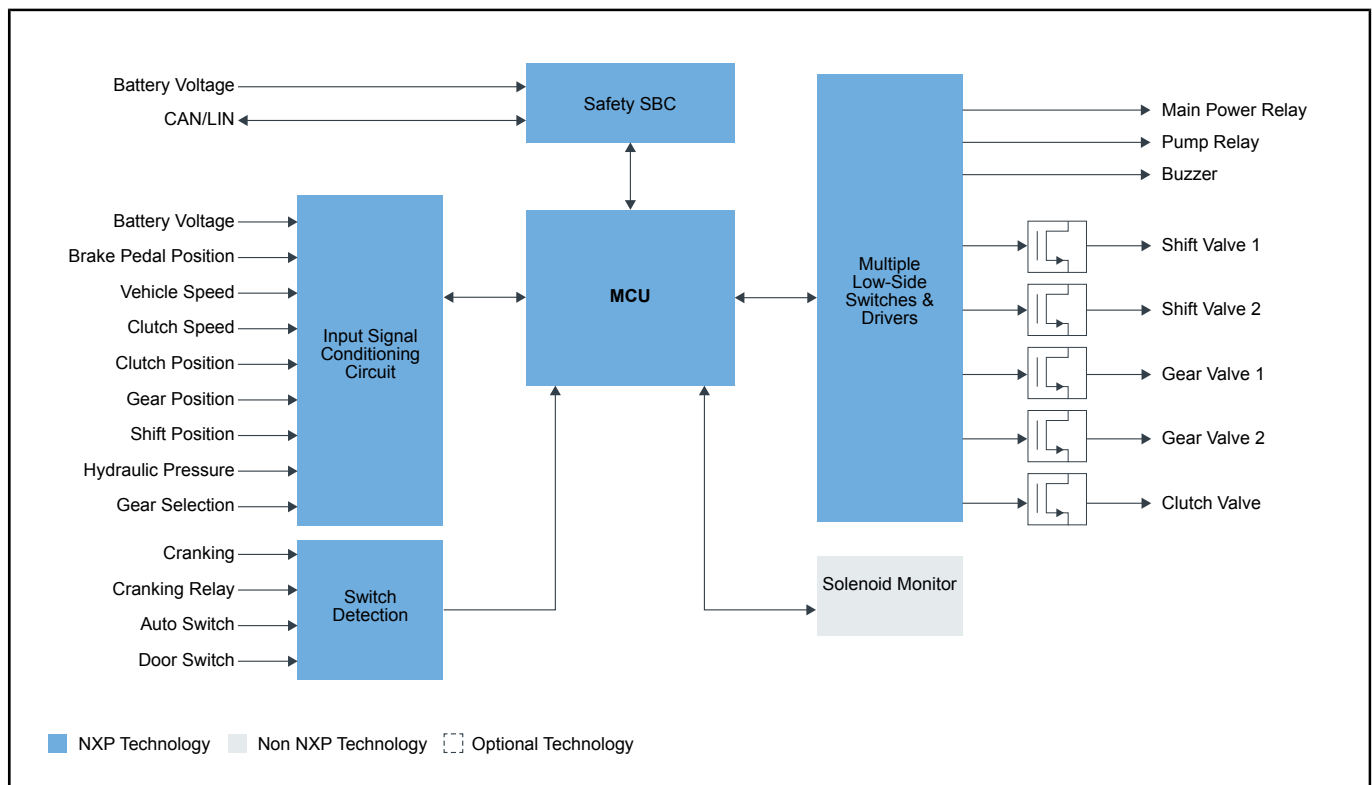 Battery Voltage
CAN/LIN
Safety SBC
Battery Voltage
Brake Pedal Position
Vehicle Speed
Clutch Speed
Clutch Position
Gear Position
Shift Position
Hydraulic Pressure
Gear Selection
Input Signal
Conditioning
Circuit
Cranking
Cranking Relay
Auto Switch
Door Switch
Switch
Detection
MCU
Multiple
Low-Side
Switches &
Drivers
Solenoid Monitor
Main Power Relay
Pump Relay
Buzzer
Shift Valve 1
Shift Valve 2
Gear Valve 1
Gear Valve 2
Clutch Valve
NXP Technology
Non NXP Technology
Optional Technology